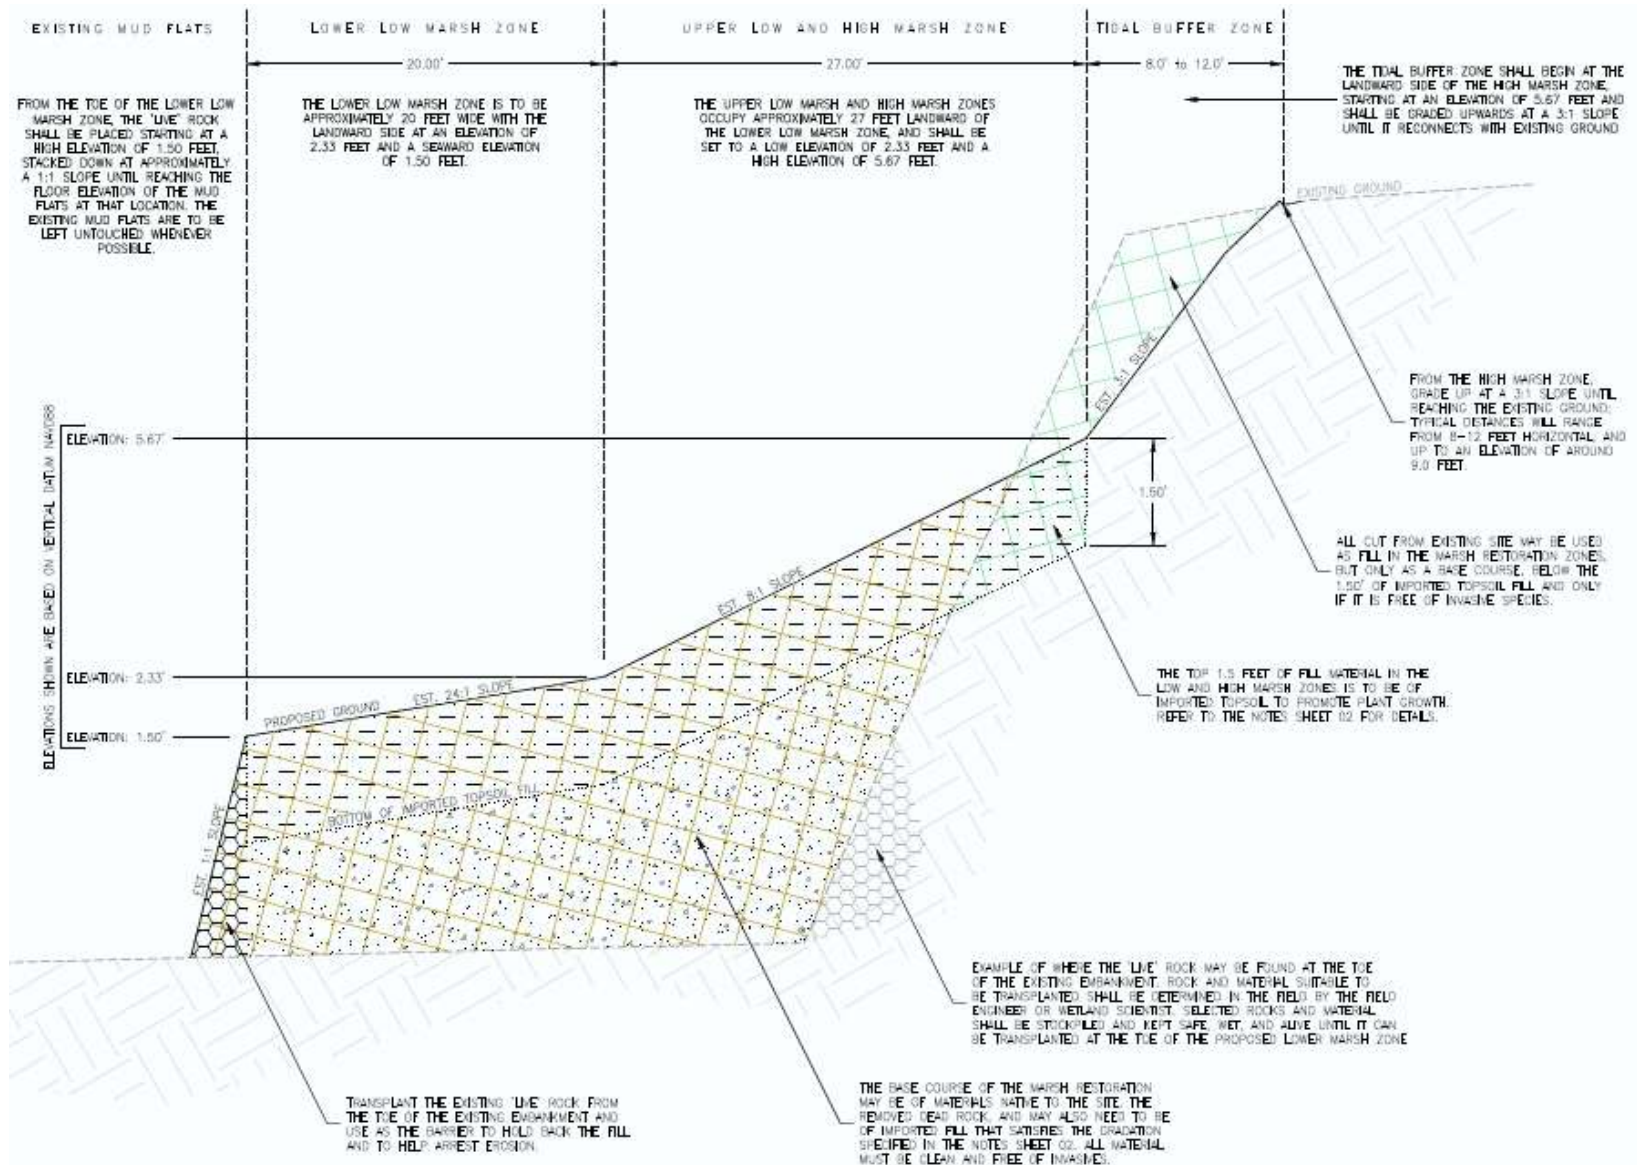 EXISTING MUD FLATS
LOWER LOW MARSH ZONE
UPPER LOW AND HIGH MARSH ZONE
TIDAL BUFFER ZONE
20.00'
27.00'
8.0' to 12.0'
FROM THE TOE OF THE LOWER LOW
MARSH ZONE, THE 'LIVE' ROCK
SHALL BE PLACED STARTING AT A
HIGH ELEVATION OF 1.50 FEET,
STACKED DOWN AT APPROXIMATELY
A 1:1 SLOPE UNTIL REACHING THE
FLOOR ELEVATION OF THE MUD
FLATS AT THAT LOCATION. THE
EXISTING MUD FLATS ARE TO BE
LEFT UNTOUCHED WHENEVER
POSSIBLE.
THE LOWER LOW MARSH ZONE IS TO BE
APPROXIMATELY 20 FEET WIDE WITH THE
LANDWARD SIDE AT AN ELEVATION OF
2.33 FEET AND A SEAWARD ELEVATION
OF 1.50 FEET.
THE UPPER LOW MARSH AND HIGH MARSH ZONES
OCCUPY APPROXIMATELY 27 FEET LANDWARD OF
THE LOWER LOW MARSH ZONE, AND SHALL BE
SET TO A LOW ELEVATION OF 2.33 FEET AND A
HIGH ELEVATION OF 5.67 FEET.
THE TIDAL BUFFER ZONE SHALL BEGIN AT THE
LANDWARD SIDE OF THE HIGH MARSH ZONE,
STARTING AT AN ELEVATION OF 5.67 FEET AND
SHALL BE GRADED UPWARDS AT A 3:1 SLOPE
UNTIL IT RECONNECTS WITH EXISTING GROUND
EXISTING GROUND
EST. 3:1 SLOPE
FROM THE HIGH MARSH ZONE,
GRADE UP AT A 3:1 SLOPE UNTIL
REACHING THE EXISTING GROUND;
TYPICAL DISTANCES WILL RANGE
FROM 8-12 FEET HORIZONTAL, AND
UP TO AN ELEVATION OF AROUND
9.0 FEET.
ELEVATIONS SHOWN ARE BASED ON VERTICAL DATUM NAVD88
ELEVATION: 5.67'
ELEVATION: 2.33'
ELEVATION: 1.50'
1.50'
EST. 8:1 SLOPE
EST. 24:1 SLOPE
PROPOSED GROUND
BOTTOM OF IMPORTED TOPSOIL FILL
EST. 1:1 SLOPE
ALL CUT FROM EXISTING SITE MAY BE USED
AS FILL IN THE MARSH RESTORATION ZONES,
BUT ONLY AS A BASE COURSE, BELOW THE
1.50' OF IMPORTED TOPSOIL FILL AND ONLY
IF IT IS FREE OF INVASIVE SPECIES.
THE TOP 1.5 FEET OF FILL MATERIAL IN THE
LOW AND HIGH MARSH ZONES IS TO BE OF
IMPORTED TOPSOIL TO PROMOTE PLANT GROWTH.
REFER TO THE NOTES SHEET 02 FOR DETAILS.
EXAMPLE OF WHERE THE 'LIVE' ROCK MAY BE FOUND AT THE TOE
OF THE EXISTING EMBANKMENT. ROCK AND MATERIAL SUITABLE TO
BE TRANSPLANTED SHALL BE DETERMINED IN THE FIELD BY THE FIELD
ENGINEER OR WETLAND SCIENTIST. SELECTED ROCKS AND MATERIAL
SHALL BE STOCKPILED AND KEPT SAFE, WET, AND ALIVE UNTIL IT CAN
BE TRANSPLANTED AT THE TOE OF THE PROPOSED LOWER MARSH ZONE
TRANSPLANT THE EXISTING 'LIVE' ROCK FROM
THE TOE OF THE EXISTING EMBANKMENT AND
USE AS THE BARRIER TO HOLD BACK THE FILL
AND TO HELP ARREST EROSION.
THE BASE COURSE OF THE MARSH RESTORATION
MAY BE OF MATERIALS NATIVE TO THE SITE, THE
REMOVED DEAD ROCK, AND MAY ALSO NEED TO BE
OF IMPORTED FILL THAT SATISFIES THE GRADATION
SPECIFIED IN THE NOTES SHEET 02. ALL MATERIAL
MUST BE CLEAN AND FREE OF INVASIVES.